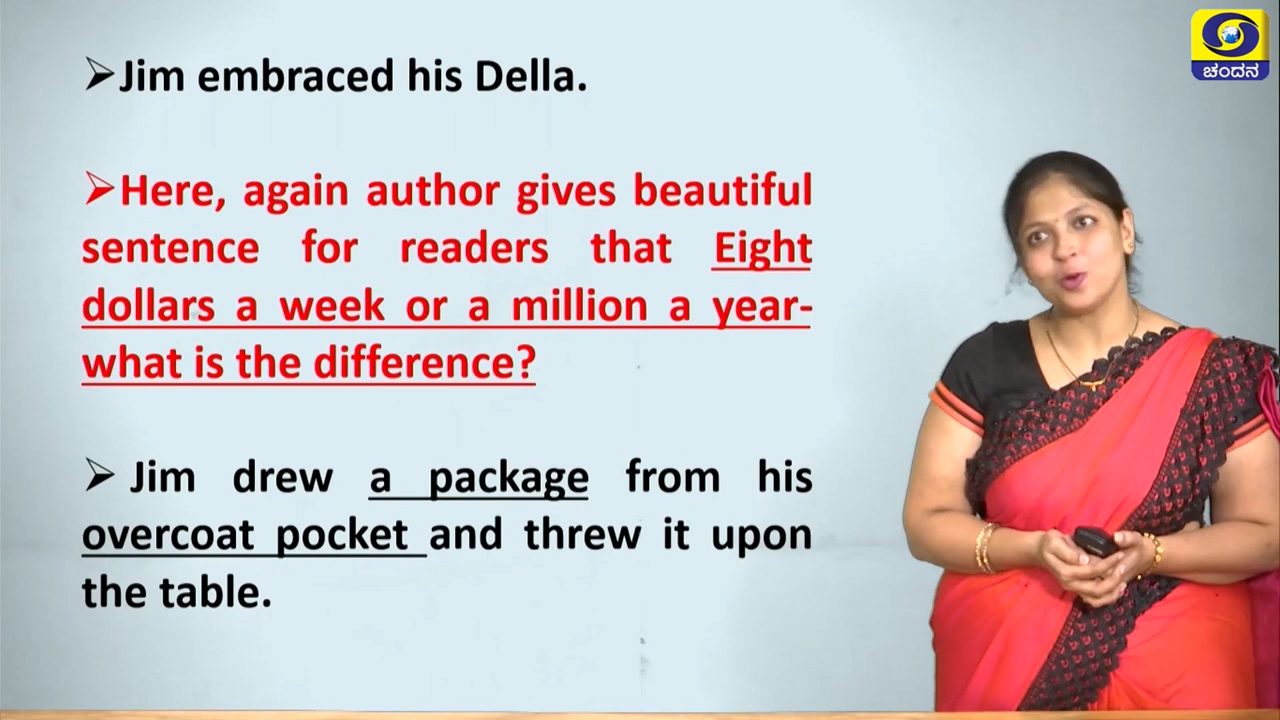 ➢Jim embraced his Della.
➢Here, again author gives beautiful
sentence for readers that Eight
dollars a week or a million a year-
what is the difference?
➢ Jim drew a package from his
overcoat pocket and threw it upon
the table.
ಚಂದನ